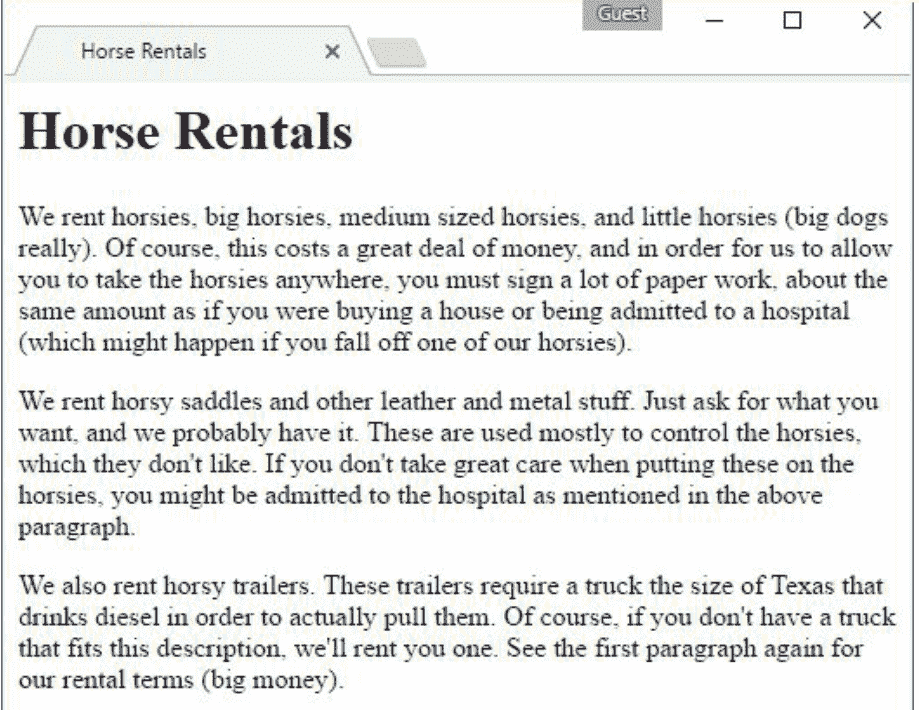 Guest
Horse Rentals
Horse Rentals
We rent horsies, big horsies, medium sized horsies, and little horsies (big dogs
really). Of course, this costs a great deal of money, and in order for us to allow
you to take the horsies anywhere, you must sign a lot of paper work, about the
same amount as if you were buying a house or being admitted to a hospital
(which might happen if you fall off one of our horsies).
We rent horsy saddles and other leather and metal stuff. Just ask for what you
want, and we probably have it. These are used mostly to control the horsies,
which they don't like. If you don't take great care when putting these on the
horsies, you might be admitted to the hospital as mentioned in the above
paragraph.
We also rent horsy trailers. These trailers require a truck the size of Texas that
drinks diesel in order to actually pull them. Of course, if you don't have a truck
that fits this description, we'll rent you one. See the first paragraph again for
our rental terms (big money).